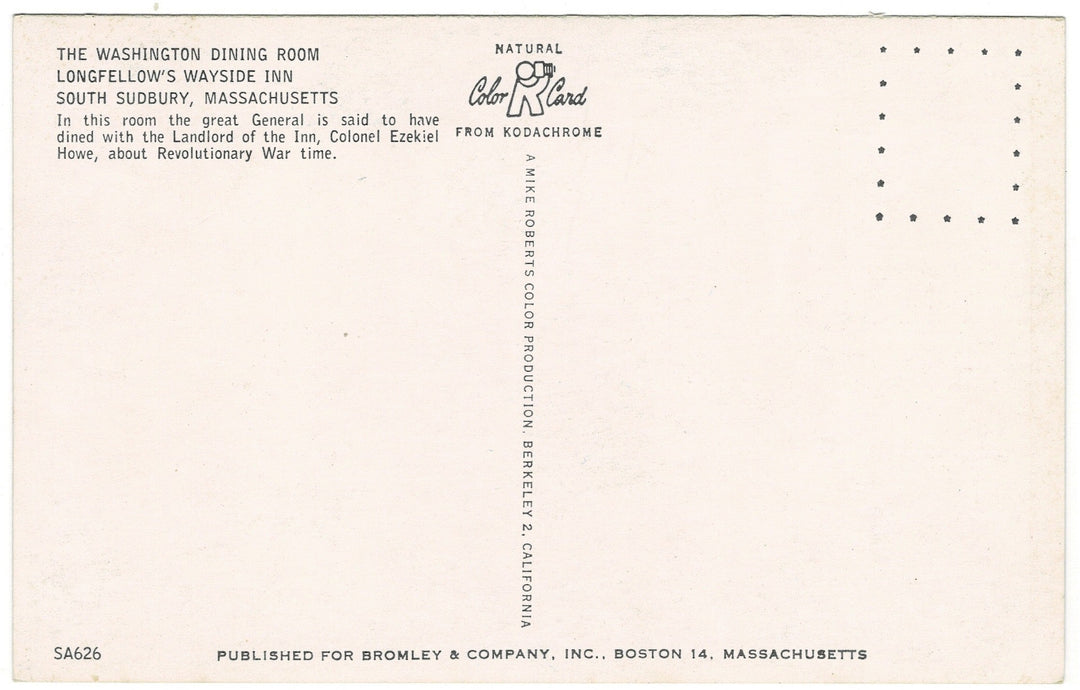 THE WASHINGTON DINING ROOM
LONGFELLOW'S WAYSIDE INN
SOUTH SUDBURY, MASSACHUSETTS
In this room the great General is said to have
dined with the Landlord of the Inn, Colonel Ezekiel
Howe, about Revolutionary War time.
NATURAL
Color Card
FROM KODACHROME
A MIKE ROBERTS COLOR PRODUCTION, BERKELEY 2, CALIFORNIA
SA626
PUBLISHED FOR BROMLEY & COMPANY, INC., BOSTON 14, MASSACHUSETTS